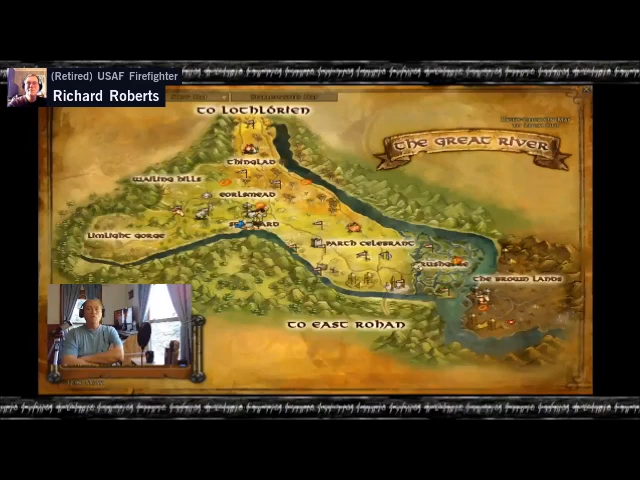 (Retired) USAF Firefighter
Richard Roberts
TO LOTHLÓRIEN
THE GREAT RIVER
THINGLAD
WAILING HILLS
EORLSMEAD
LIMLIGHT GORGE
PARTH CELEBRANT
THE BROWN LANDS
TO EAST ROHAN